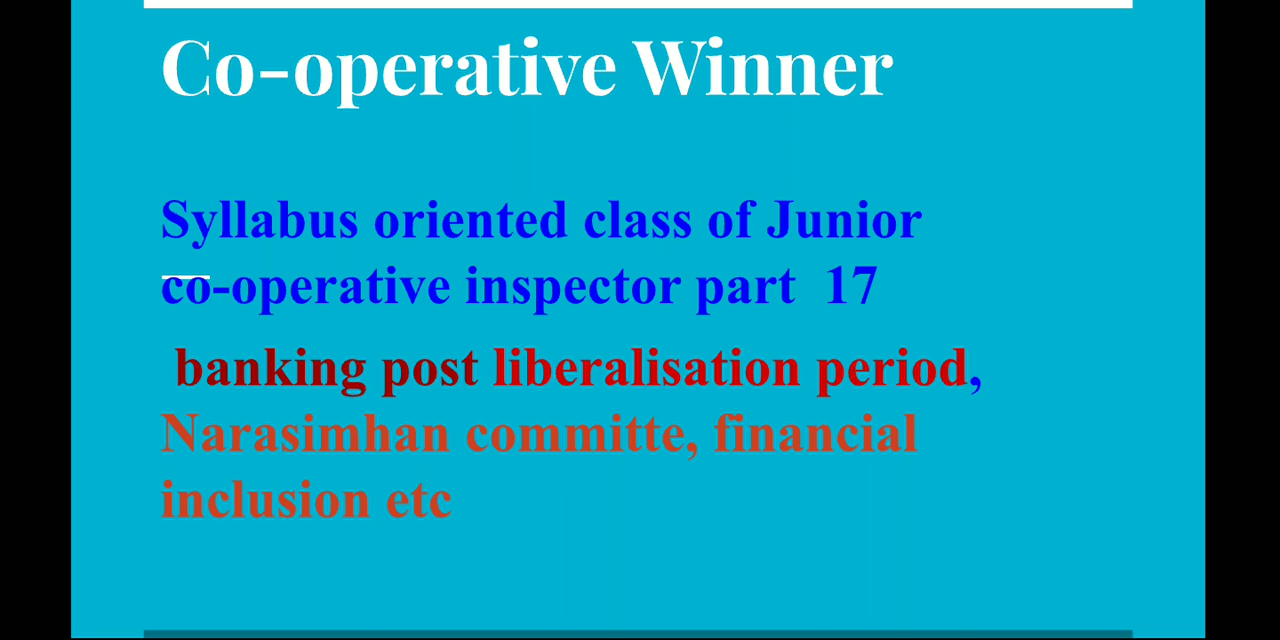 Co-operative Winner
Syllabus oriented class of Junior
co-operative inspector part 17
banking post liberalisation period,
Narasimhan committe, financial
inclusion etc